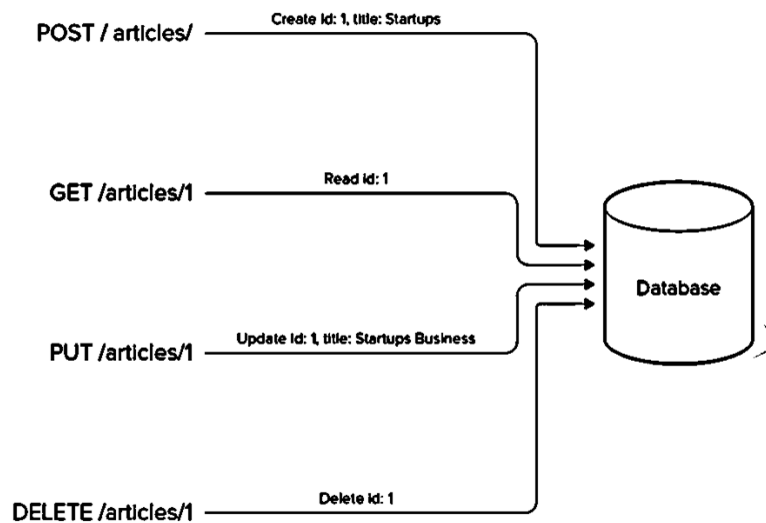 Create Id: 1, title: Startups
POST / articles/
Read Id: 1
GET /articles/1
Database
Update Id: 1, title: Startups Business
PUT /articles/1
Delete Id: 1
DELETE /articles/1